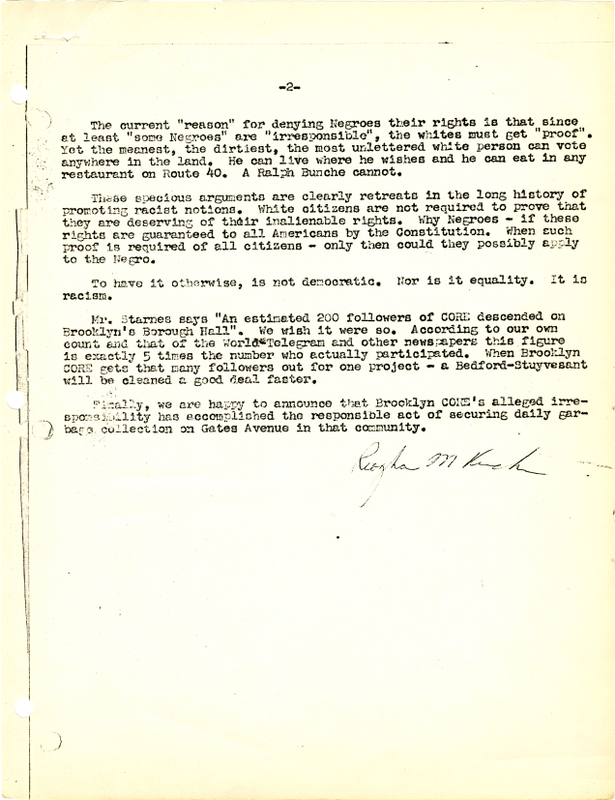 -2-
The current "reason" for denying Negroes their rights is that since
at least "some Negroes" are "irresponsible", the whites must get "proof".
Yet the meanest, the dirtiest, the most unlettered white person can vote
anywhere in the land. He can live where he wishes and he can eat in any
restaurant on Route 40. A Ralph Bunche cannot.
These specious arguments are clearly retreats in the long history of
promoting racist notions. White citizens are not required to prove that
they are deserving of their inalienable rights. Why Negroes - if these
rights are guaranteed to all Americans by the Constitution. When such
proof is required of all citizens - only then could they possibly apply
to the Negro.
To have it otherwise, is not democratic. Nor is it equality. It is
racism.
Mr. Starnes says "An estimated 200 followers of CORE descended on
Brooklyn's Borough Hall". We wish it were so. According to our own
count and that of the World-Telegram and other newspapers this figure
is exactly 5 times the number who actually participated. When Brooklyn
CORE gets that many followers out for one project - a Bedford-Stuyvesant
will be cleaned a good deal faster.
Finally, we are happy to announce that Brooklyn CORE's alleged irre-
sponsibility has accomplished the responsible act of securing daily gar-
bage collection on Gates Avenue in that community.